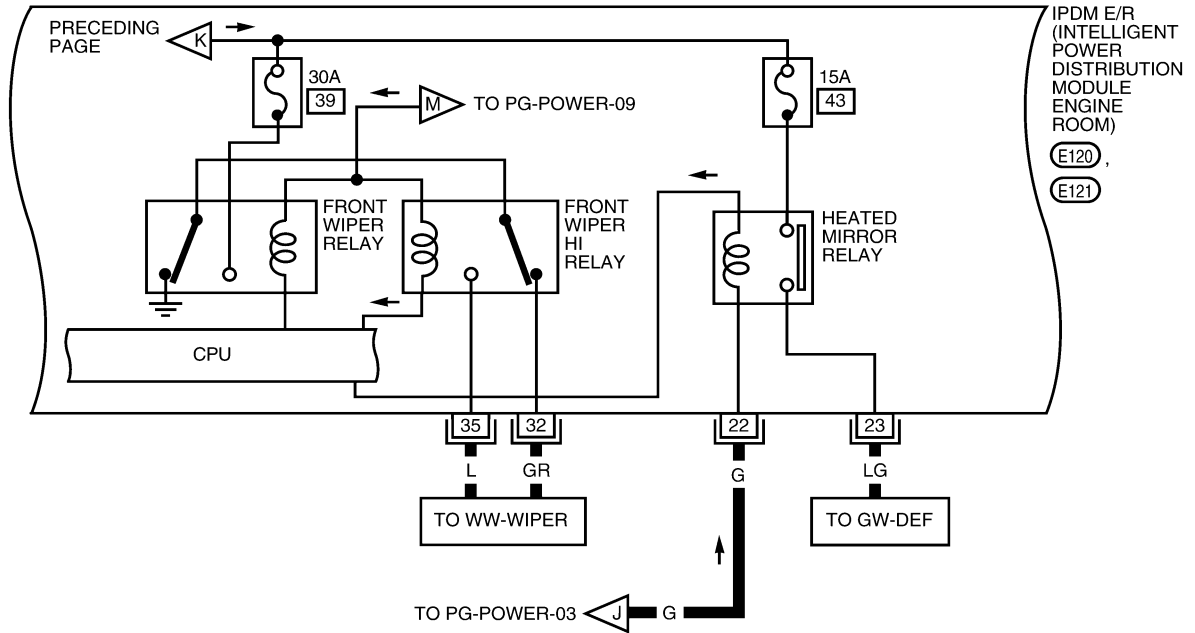 PRECEDING
PAGE
K
30A
39
M
TO PG-POWER-09
15A
43
IPDM E/R
(INTELLIGENT
POWER
DISTRIBUTION
MODULE
ENGINE
ROOM)
E120 ,
E121
FRONT
WIPER
RELAY
FRONT
WIPER
HI
RELAY
HEATED
MIRROR
RELAY
CPU
35
32
22
23
L
GR
G
LG
TO WW-WIPER
TO GW-DEF
TO PG-POWER-03
J
G